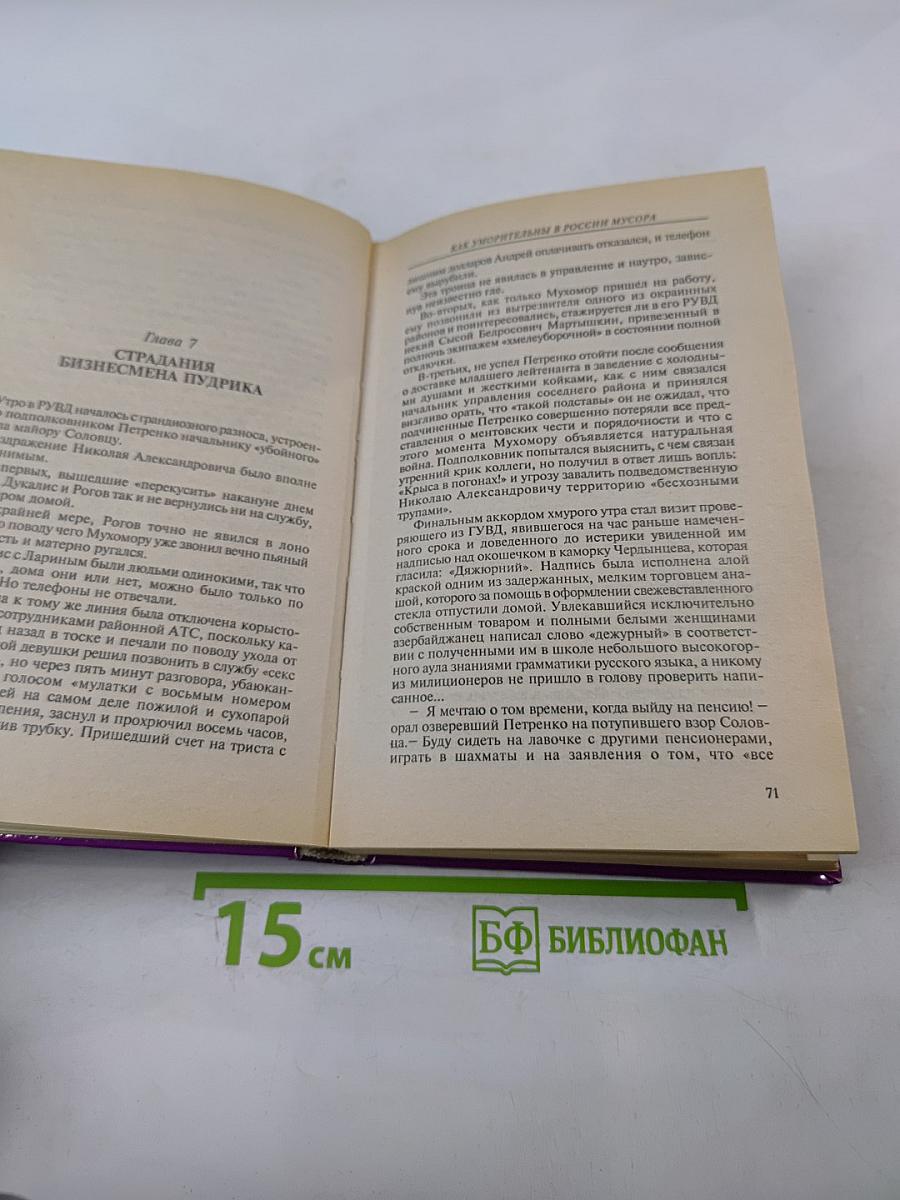 Глава 7
СТРАДАНИЯ
БИЗНЕСМЕНА ПУДРИКА
Утро в РУВД началось с грандиозного разноса, устроен-
о подполковником Петренко начальнику «убойного»
ла майору Соловцу.
здражение Николая Александровича было вполне
нимым.
первых, вышедшие «перекусить» накануне днем
Дукалис и Рогов так и не вернулись ни на службу,
ром домой.
райней мере, Рогов точно не явился в лоно
о поводу чего Мухомору уже звонил вечно пьяный
сть и матерно ругался.
ис с Лариным были людьми одинокими, так что
, дома они или нет, можно было только по
Но телефоны не отвечали.
на к тому же линия была отключена корысто-
сотрудниками районной АТС, поскольку ка-
д назад в тоске и печали по поводу ухода от
ой девушки решил позвонить в службу «секс
, но через пять минут разговора, убаюкан-
голосом «мулатки с восьмым номером
ей на самом деле пожилой и сухопарой
пения, заснул и прохрючил восемь часов,
ив трубку. Пришедший счет на триста с
КАК УМОРИТЕЛЬНЫ В РОССИИ МУСОРА
лишним долларов Андрей оплачивать отказался, и телефон
ему вырубили.
Эта троица не явилась в управление и наутро, завис-
нув неизвестно где.
Во-вторых, как только Мухомор пришел на работу,
ему позвонили из вытрезвителя одного из окраинных
районов и поинтересовались, стажируется ли в его РУВД
некий Сысой Белросович Мартышкин, привезенный в
полночь экипажем «хмелеуборочной» в состоянии полной
отключки.
В-третьих, не успел Петренко отойти после сообщения
о доставке младшего лейтенанта в заведение с холодны-
ми душами и жесткими койками, как с ним связался
начальник управления соседнего района и принялся
визгливо орать, что «такой подставы» он не ожидал, что
подчиненные Петренко совершенно потеряли все пред-
ставления о ментовских чести и порядочности и что с
этого момента Мухомору объявляется натуральная
война. Подполковник попытался выяснить, с чем связан
утренний крик коллеги, но получил в ответ лишь вопль:
«Крыса в погонах!» и угрозу завалить подведомственную
Николаю Александровичу территорию «бесхозными
трупами».
Финальным аккордом хмурого утра стал визит прове-
ряющего из ГУВД, явившегося на час раньше намечен-
ного срока и доведенного до истерики увиденной им
надписью над окошечком в каморку Чердынцева, которая
гласила: «Дяжюрний». Надпись была исполнена алой
краской одним из задержанных, мелким торговцем ана-
шой, которого за помощь в оформлении свежевставленного
стекла отпустили домой. Увлекавшийся исключительно
собственным товаром и полными белыми женщинами
азербайджанец написал слово «дежурный» в соответст-
вии с полученными им в школе небольшого высокогор-
ного аула знаниями грамматики русского языка, а никому
из милиционеров не пришло в голову проверить напи-
санное...
— Я мечтаю о том времени, когда выйду на пенсию! —
орал озверевший Петренко на потупившего взор Солов-
ца.— Буду сидеть на лавочке с другими пенсионерами,
играть в шахматы и на заявления о том, что «все
71
15 см
БФ БИБЛИОФАН